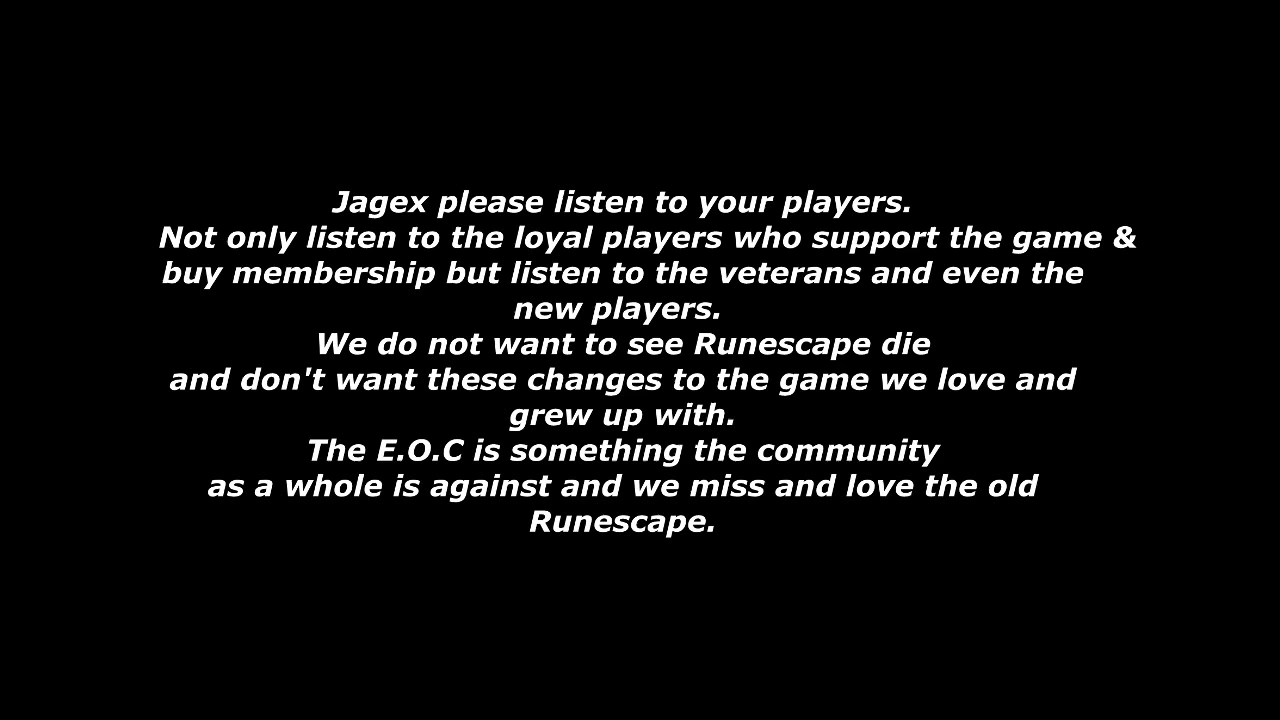 Jagex please listen to your players.
Not only listen to the loyal players who support the game &
buy membership but listen to the veterans and even the
new players.
We do not want to see Runescape die
and don't want these changes to the game we love and
grew up with.
The E.O.C is something the community
as a whole is against and we miss and love the old
Runescape.